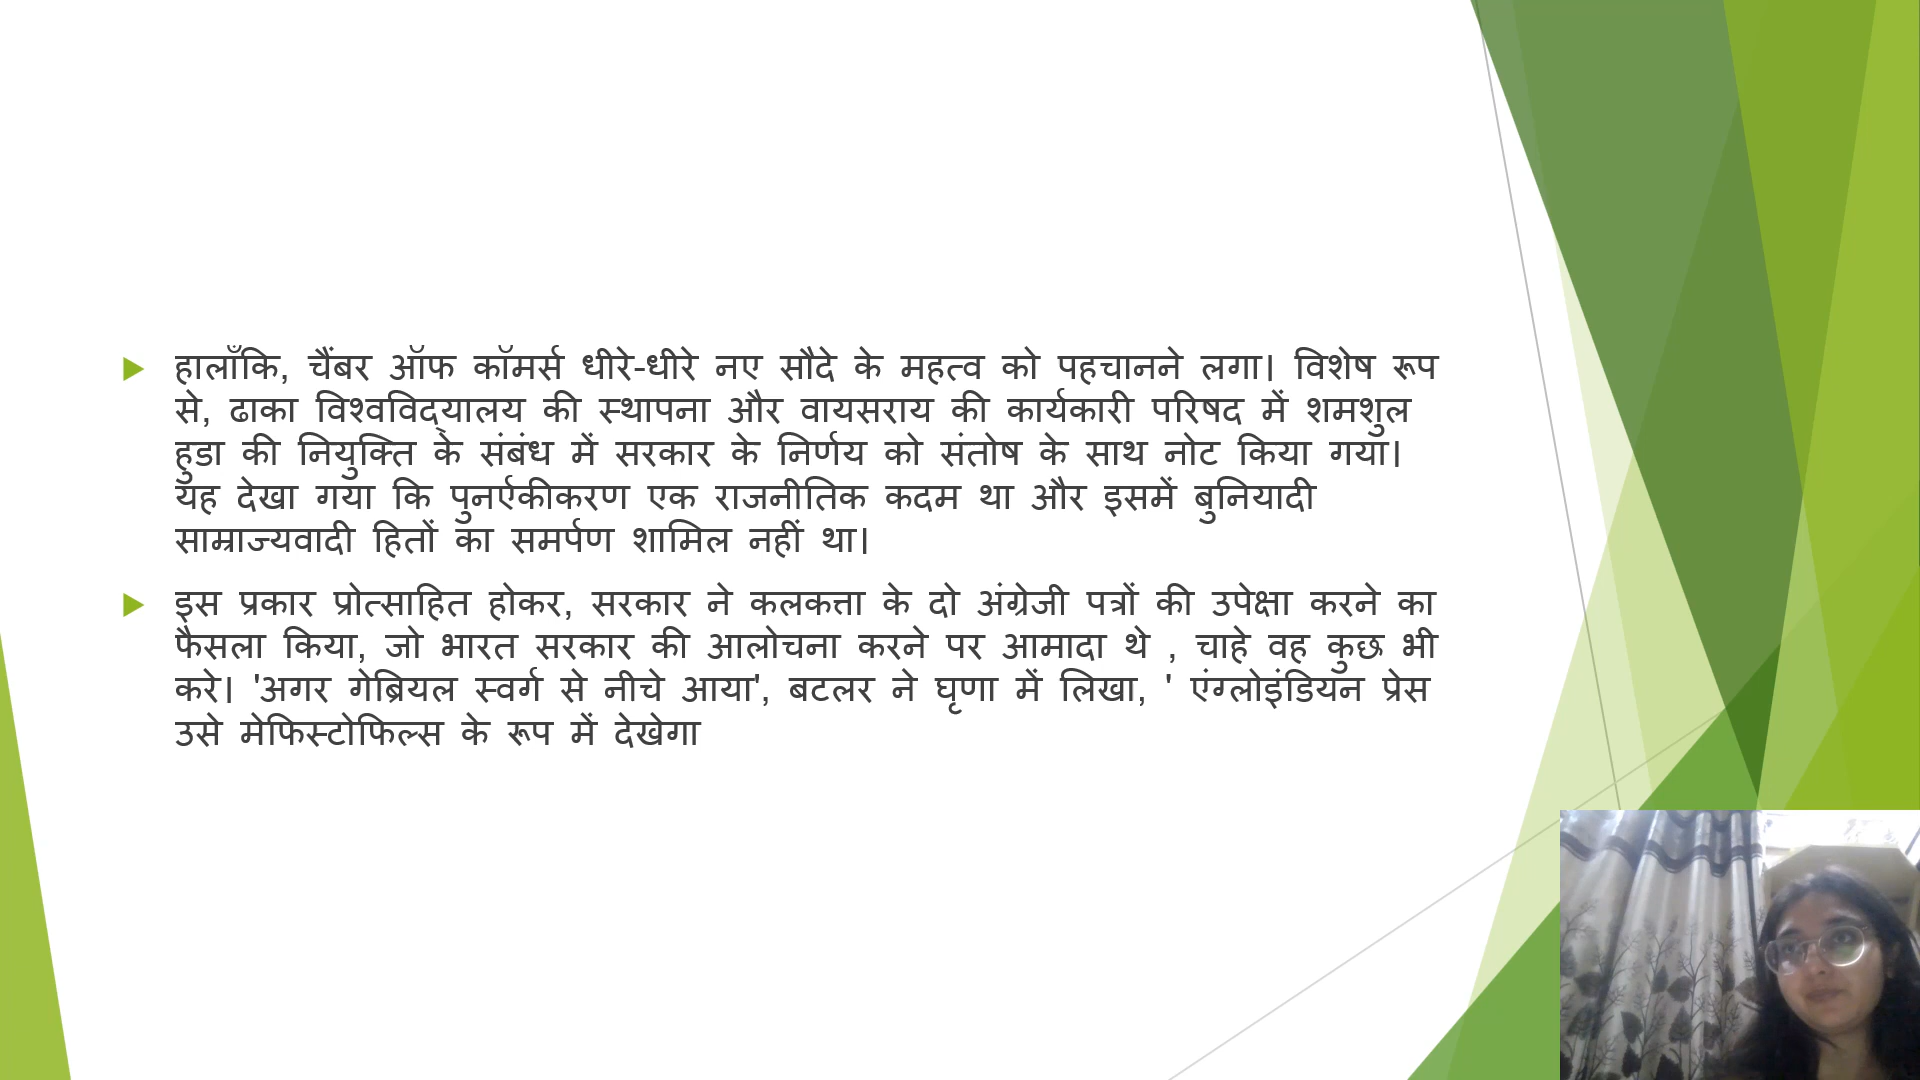 हालाँकि, चैंबर ऑफ कॉमर्स धीरे-धीरे नए सौदे के महत्व को पहचानने लगा। विशेष रूप
से, ढाका विश्वविद्यालय की स्थापना और वायसराय की कार्यकारी परिषद में शमशुल
हुडा की नियुक्ति के संबंध में सरकार के निर्णय को संतोष के साथ नोट किया गया।
यह देखा गया कि पुनर्एकीकरण एक राजनीतिक कदम था और इसमें बुनियादी
साम्राज्यवादी हितों का समर्पण शामिल नहीं था।
इस प्रकार प्रोत्साहित होकर, सरकार ने कलकत्ता के दो अंग्रेजी पत्रों की उपेक्षा करने का
फैसला किया, जो भारत सरकार की आलोचना करने पर आमादा थे , चाहे वह कुछ भी
करे। 'अगर गेब्रियल स्वर्ग से नीचे आया', बटलर ने घृणा में लिखा, ' एंग्लोइंडियन प्रेस
उसे मेफिस्टोफिल्स के रूप में देखेगा